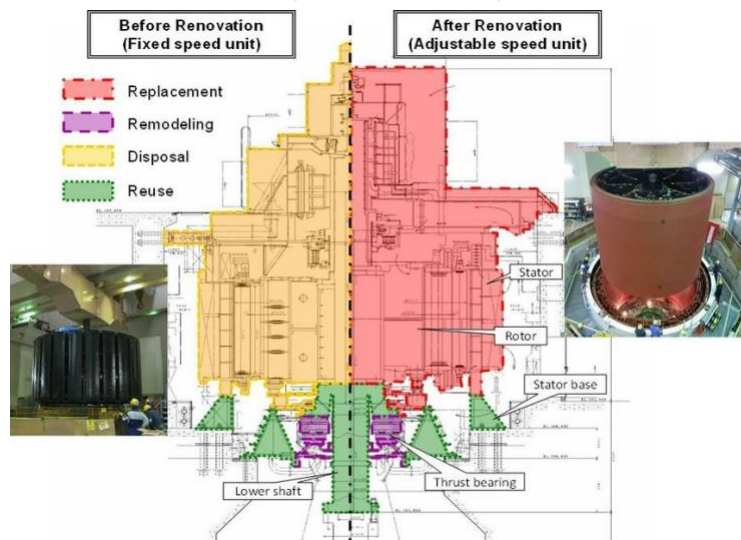 Before Renovation
(Fixed speed unit)
After Renovation
(Adjustable speed unit)
Replacement
Remodeling
Disposal
Reuse
Stator
Rotor
Stator base
Thrust bearing
Lower shaft